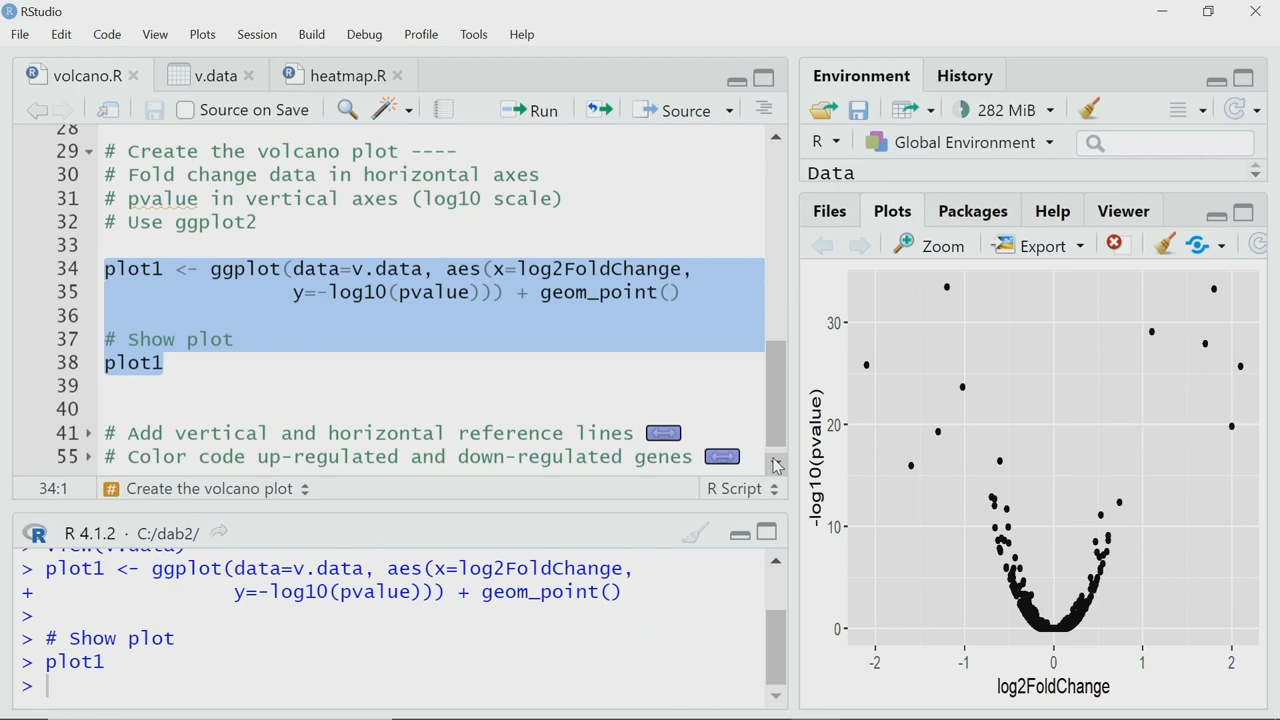 RStudio
File Edit Code View Plots Session Build Debug Profile Tools Help
volcano.R v.data heatmap.R
Source on Save Run Source
28
29 # Create the volcano plot ----
30 # Fold change data in horizontal axes
31 # pvalue in vertical axes (log10 scale)
32 # Use ggplot2
33
34 plot1 <- ggplot(data=v.data, aes(x=log2FoldChange,
35 y=-log10(pvalue))) + geom_point()
36
37 # Show plot
38 plot1
39
40
41 # Add vertical and horizontal reference lines
55 # Color code up-regulated and down-regulated genes
34:1 # Create the volcano plot R Script
R R 4.1.2 · C:/dab2/
> View(v.data)
> plot1 <- ggplot(data=v.data, aes(x=log2FoldChange,
+ y=-log10(pvalue))) + geom_point()
>
> # Show plot
> plot1
>
Environment History
282 MiB
R Global Environment
Data
Files Plots Packages Help Viewer
Zoom Export
-log10(pvalue)
30
20
10
0
-2 -1 0 1 2
log2FoldChange